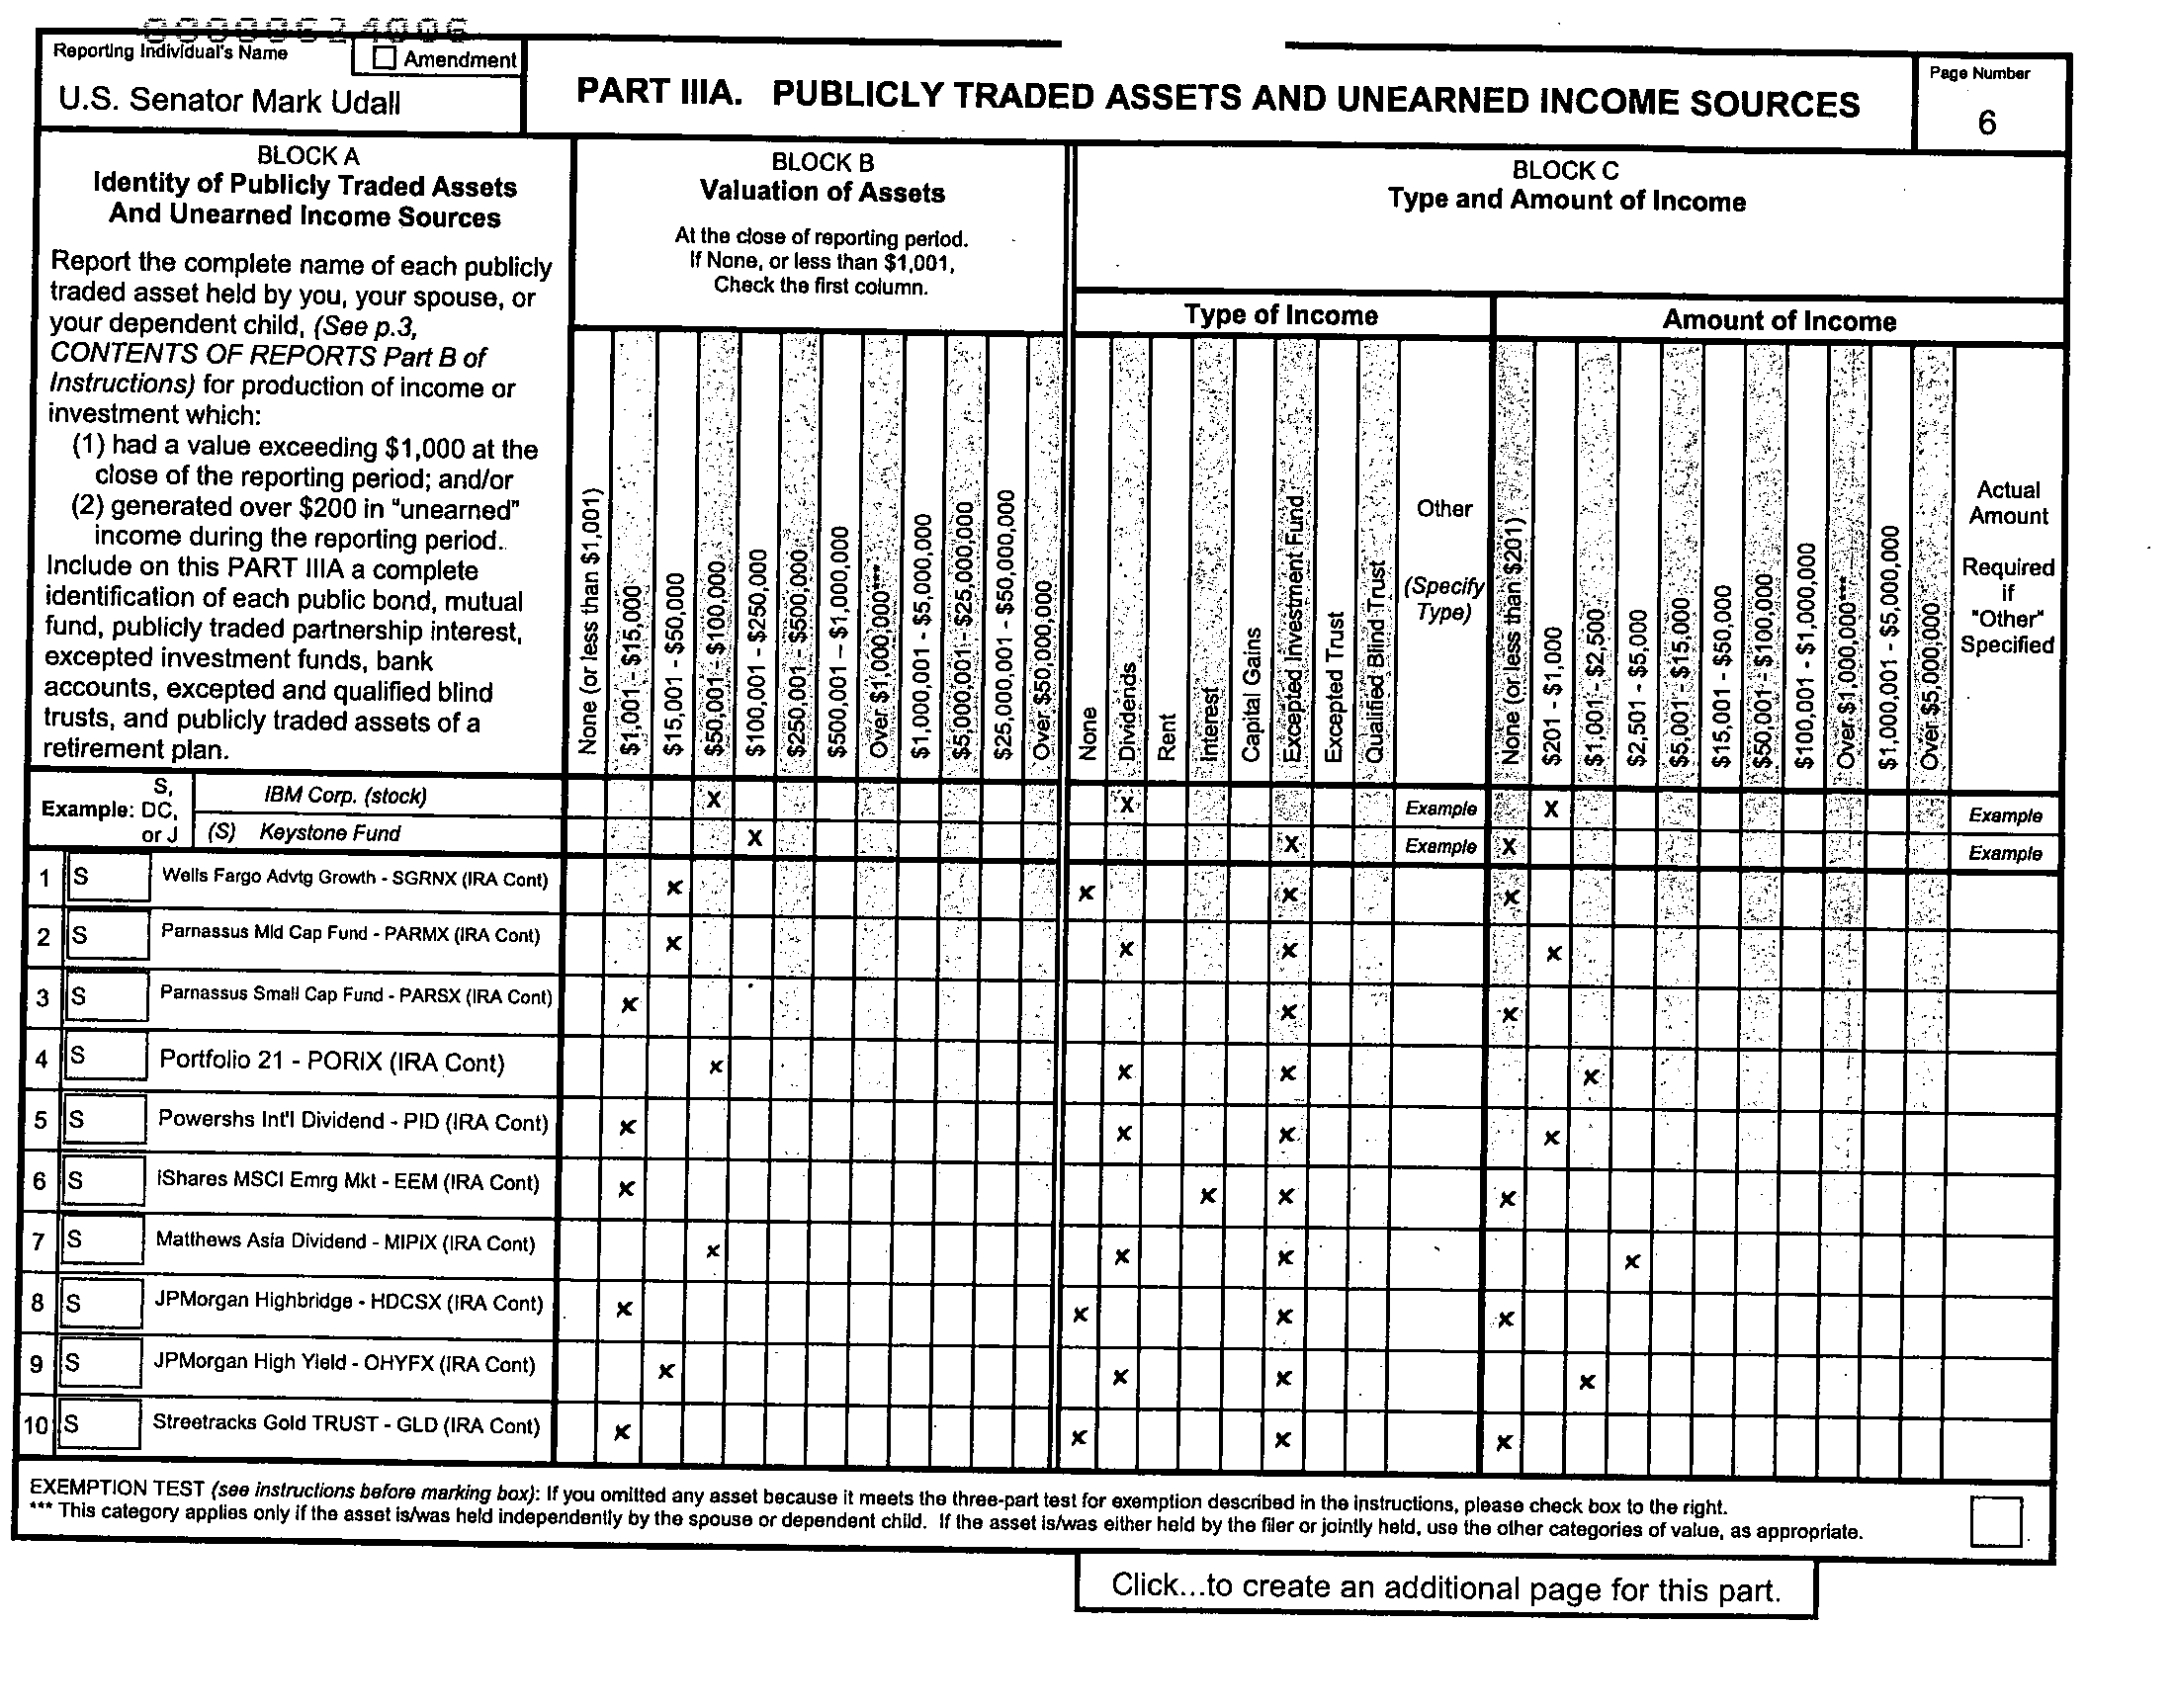 Reporting Individual's Name
Amendment
U.S. Senator Mark Udall
PART IIIA. PUBLICLY TRADED ASSETS AND UNEARNED INCOME SOURCES
Page Number
6
BLOCK A
Identity of Publicly Traded Assets
And Unearned Income Sources
Report the complete name of each publicly
traded asset held by you, your spouse, or
your dependent child, (See p.3,
CONTENTS OF REPORTS Part B of
Instructions) for production of income or
investment which:
(1) had a value exceeding $1,000 at the
close of the reporting period; and/or
(2) generated over $200 in "unearned"
income during the reporting period.
Include on this PART IIIA a complete
identification of each public bond, mutual
fund, publicly traded partnership interest,
excepted investment funds, bank
accounts, excepted and qualified blind
trusts, and publicly traded assets of a
retirement plan.
BLOCK B
Valuation of Assets
At the close of reporting period.
If None, or less than $1,001,
Check the first column.
None (or less than $1,001)
$1,001 - $15,000
$15,001 - $50,000
$50,001 - $100,000
$100,001 - $250,000
$250,001 - $500,000
$500,001 – $1,000,000
Over $1,000,000***
$1,000,001 - $5,000,000
$5,000,001 - $25,000,000
$25,000,001 - $50,000,000
Over $50,000,000
BLOCK C
Type and Amount of Income
Type of Income
None
Dividends
Rent
Interest
Capital Gains
Excepted Investment Fund
Excepted Trust
Qualified Blind Trust
Other
(Specify
Type)
Amount of Income
None (or less than $201)
$201 - $1,000
$1,001 - $2,500
$2,501 - $5,000
$5,001 - $15,000
$15,001 - $50,000
$50,001 - $100,000
$100,001 - $1,000,000
Over $1,000,000***
$1,000,001 - $5,000,000
Over $5,000,000
Actual
Amount
Required
if
"Other"
Specified
Example: S, DC, or J
IBM Corp. (stock) X X Example X Example
(S) Keystone Fund X X Example X Example
1 S Wells Fargo Advtg Growth - SGRNX (IRA Cont) x x x x
2 S Parnassus Mid Cap Fund - PARMX (IRA Cont) x x x x
3 S Parnassus Small Cap Fund - PARSX (IRA Cont) x x x
4 S Portfolio 21 - PORIX (IRA Cont) x x x x
5 S Powershs Int'l Dividend - PID (IRA Cont) x x x x
6 S iShares MSCI Emrg Mkt - EEM (IRA Cont) x x x x
7 S Matthews Asia Dividend - MIPIX (IRA Cont) x x x x
8 S JPMorgan Highbridge - HDCSX (IRA Cont) x x x x
9 S JPMorgan High Yield - OHYFX (IRA Cont) x x x x
10 S Streetracks Gold TRUST - GLD (IRA Cont) x x x x
EXEMPTION TEST (see instructions before marking box): If you omitted any asset because it meets the three-part test for exemption described in the instructions, please check box to the right.
*** This category applies only if the asset is/was held independently by the spouse or dependent child. If the asset is/was either held by the filer or jointly held, use the other categories of value, as appropriate.
Click...to create an additional page for this part.